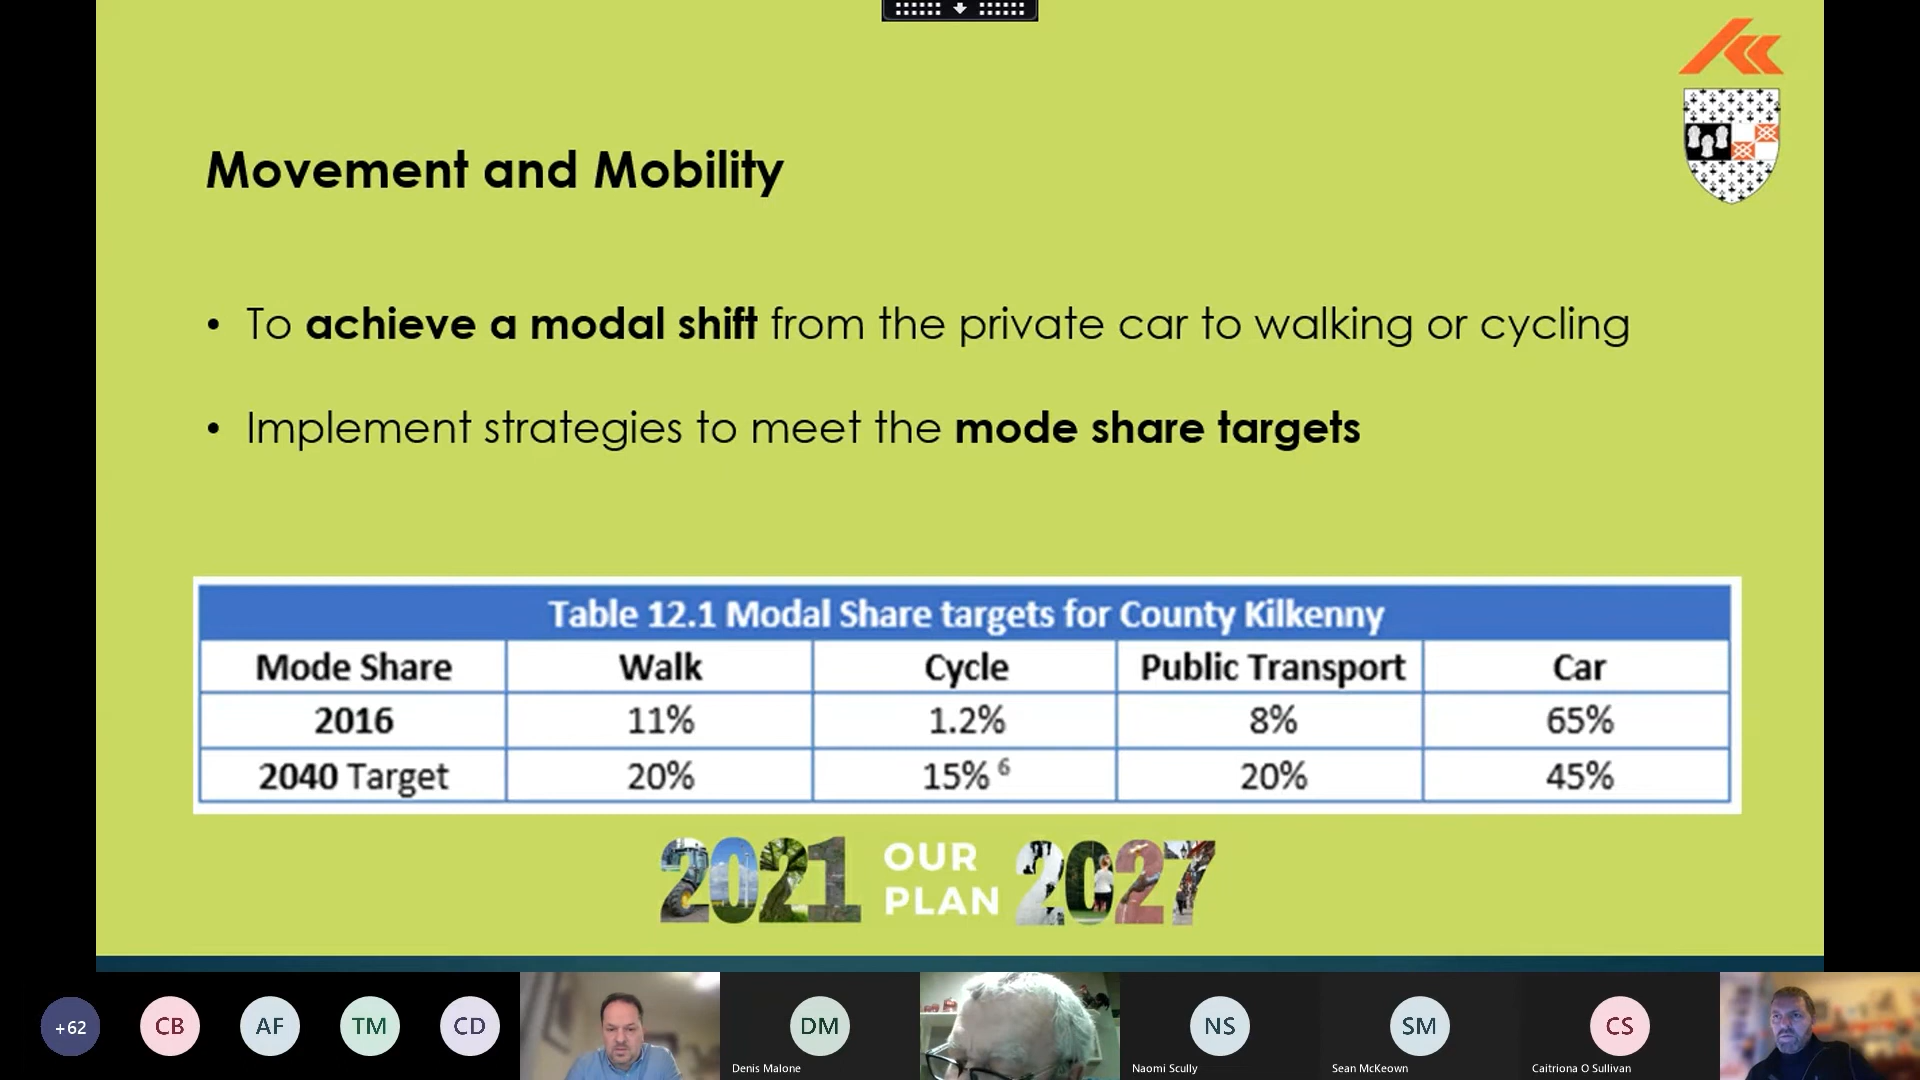 Movement and Mobility
• To achieve a modal shift from the private car to walking or cycling
• Implement strategies to meet the mode share targets
Table 12.1 Modal Share targets for County Kilkenny
Mode Share Walk Cycle Public Transport Car
2016 11% 1.2% 8% 65%
2040 Target 20% 15% 6 20% 45%
2021 OUR PLAN 2027
+62 CB AF TM CD DM NS SM CS
Denis Malone Naomi Scully Sean McKeown Caitriona O Sullivan